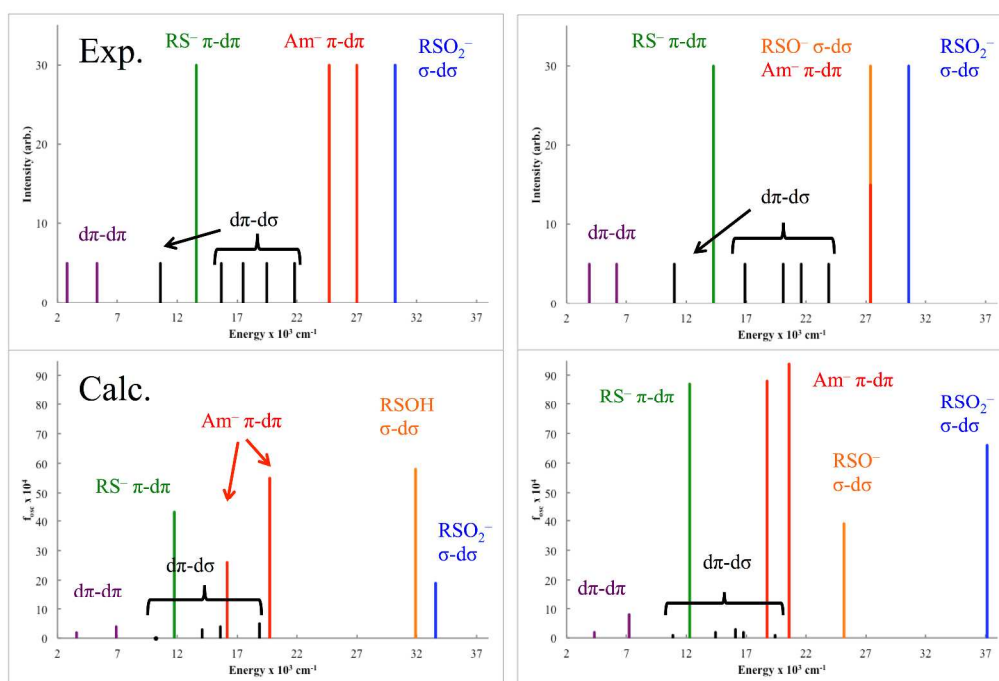 Exp.
RS⁻ π-dπ
Am⁻ π-dπ
RSO₂⁻
σ-dσ
dπ-dσ
dπ-dπ
Intensity (arb.)
30
20
10
0
2 7 12 17 22 27 32 37
Energy x 10³ cm⁻¹
RS⁻ π-dπ
RSO⁻ σ-dσ
Am⁻ π-dπ
RSO₂⁻
σ-dσ
dπ-dσ
dπ-dπ
Intensity (arb.)
30
20
10
0
2 7 12 17 22 27 32 37
Energy x 10³ cm⁻¹
Calc.
RSOH
σ-dσ
Am⁻ π-dπ
RS⁻ π-dπ
RSO₂⁻
σ-dσ
dπ-dσ
dπ-dπ
fosc x 10⁴
90
80
70
60
50
40
30
20
10
0
2 7 12 17 22 27 32 37
Energy x 10³ cm⁻¹
RS⁻ π-dπ
Am⁻ π-dπ
RSO₂⁻
σ-dσ
RSO⁻
σ-dσ
dπ-dσ
dπ-dπ
fosc x 10⁴
90
80
70
60
50
40
30
20
10
0
2 7 12 17 22 27 32 37
Energy x 10³ cm⁻¹